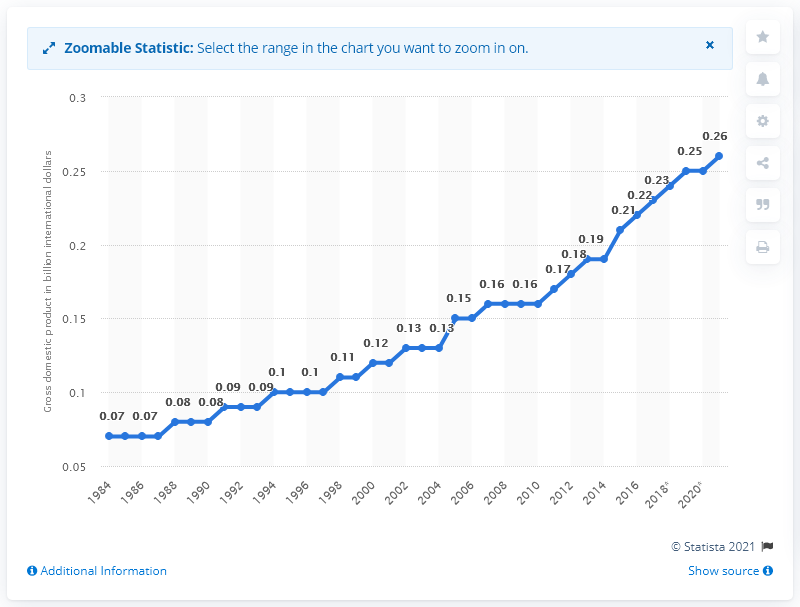 Zoomable Statistic: Select the range in the chart you want to zoom in on. ×
Gross domestic product in billion international dollars
0.3
0.25
0.2
0.15
0.1
0.05
0.07 0.07 0.08 0.08 0.09 0.09 0.1 0.1 0.11 0.12 0.13 0.13 0.15 0.16 0.16 0.17 0.18 0.19 0.21 0.22 0.23 0.25 0.26
1984 1986 1988 1990 1992 1994 1996 1998 2000 2002 2004 2006 2008 2010 2012 2014 2016 2018* 2020*
© Statista 2021
Additional Information
Show source